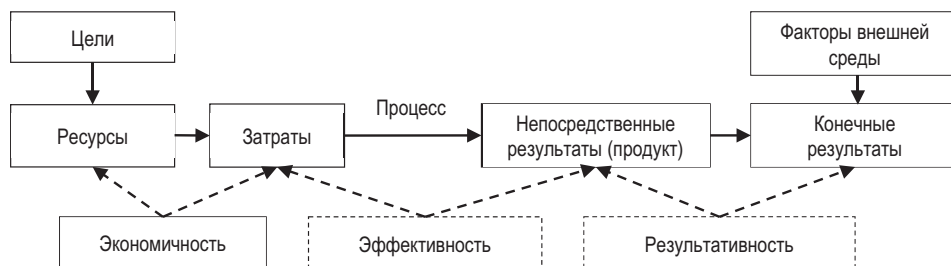 Цели
Факторы внешней
среды
Процесс
Ресурсы
Затраты
Непосредственные
результаты (продукт)
Конечные
результаты
Экономичность
Эффективность
Результативность